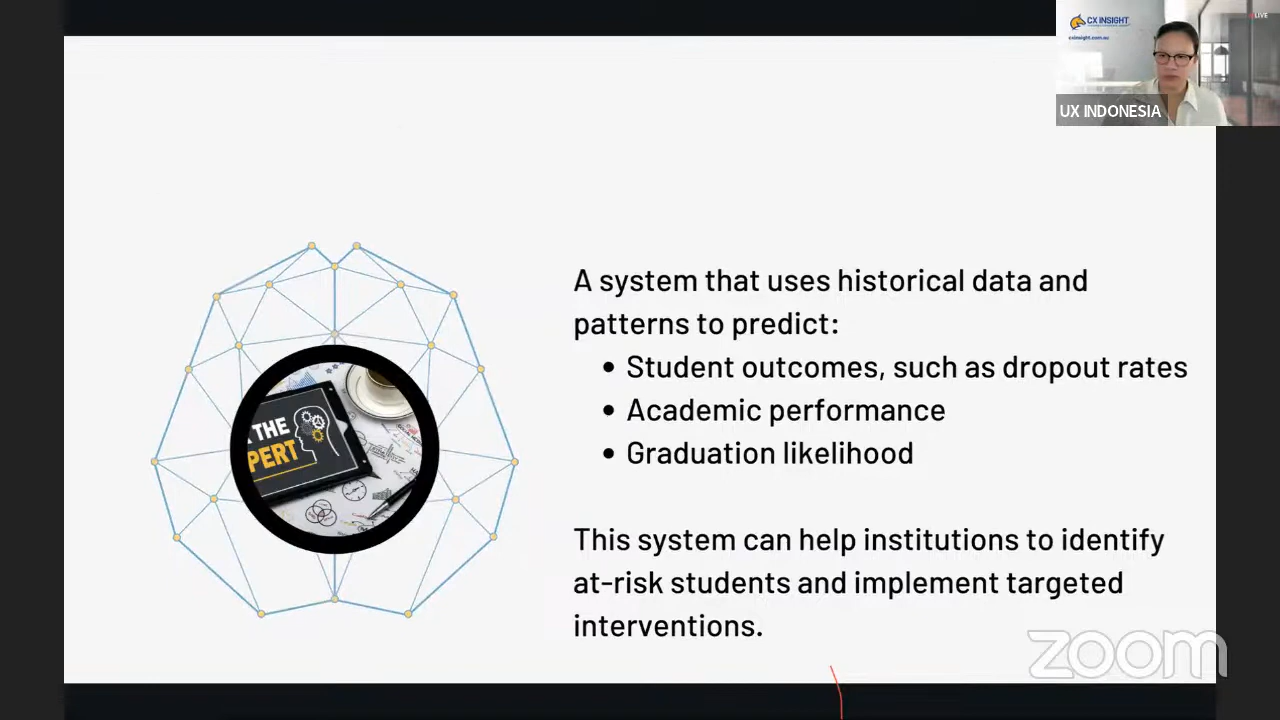 LIVE
CX INSIGHT
cxinsight.com.au
UX INDONESIA
A system that uses historical data and
patterns to predict:
• Student outcomes, such as dropout rates
• Academic performance
• Graduation likelihood
THE
PERT
This system can help institutions to identify
at-risk students and implement targeted
interventions.
zoom